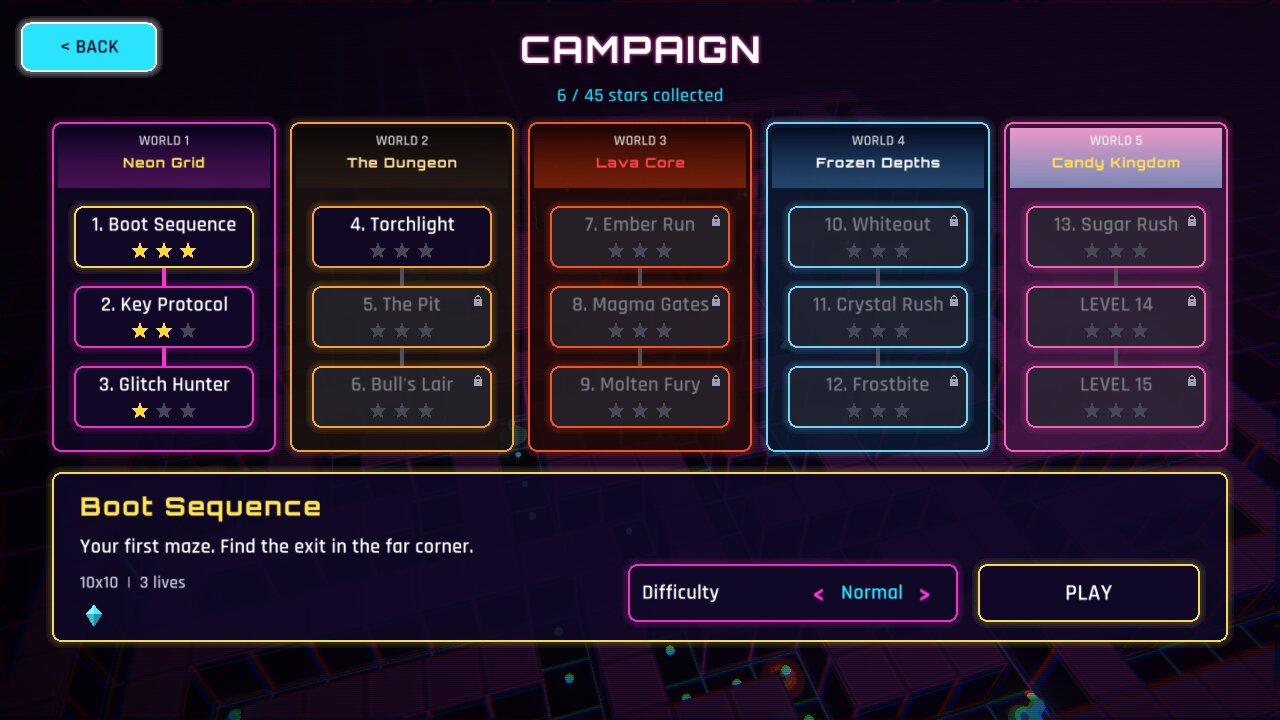 < BACK
CAMPAIGN
6 / 45 stars collected
WORLD 1
Neon Grid
1. Boot Sequence
2. Key Protocol
3. Glitch Hunter
WORLD 2
The Dungeon
4. Torchlight
5. The Pit
6. Bull's Lair
WORLD 3
Lava Core
7. Ember Run
8. Magma Gates
9. Molten Fury
WORLD 4
Frozen Depths
10. Whiteout
11. Crystal Rush
12. Frostbite
WORLD 5
Candy Kingdom
13. Sugar Rush
LEVEL 14
LEVEL 15
Boot Sequence
Your first maze. Find the exit in the far corner.
10x10 | 3 lives
Difficulty < Normal >
PLAY